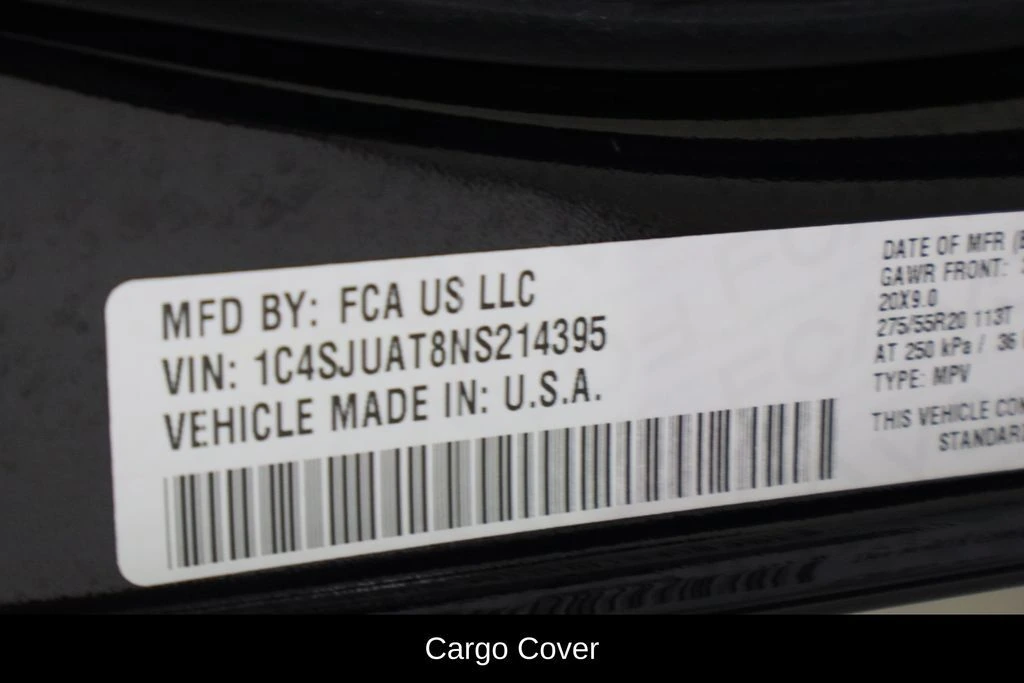 MFD BY: FCA US LLC
VIN: 1C4SJUAT8NS214395
VEHICLE MADE IN: U.S.A.
DATE OF MFR
GAWR FRONT:
20X9.0
275/55R20 113T
AT 250 kPa / 36
TYPE: MPV
THIS VEHICLE
Cargo Cover